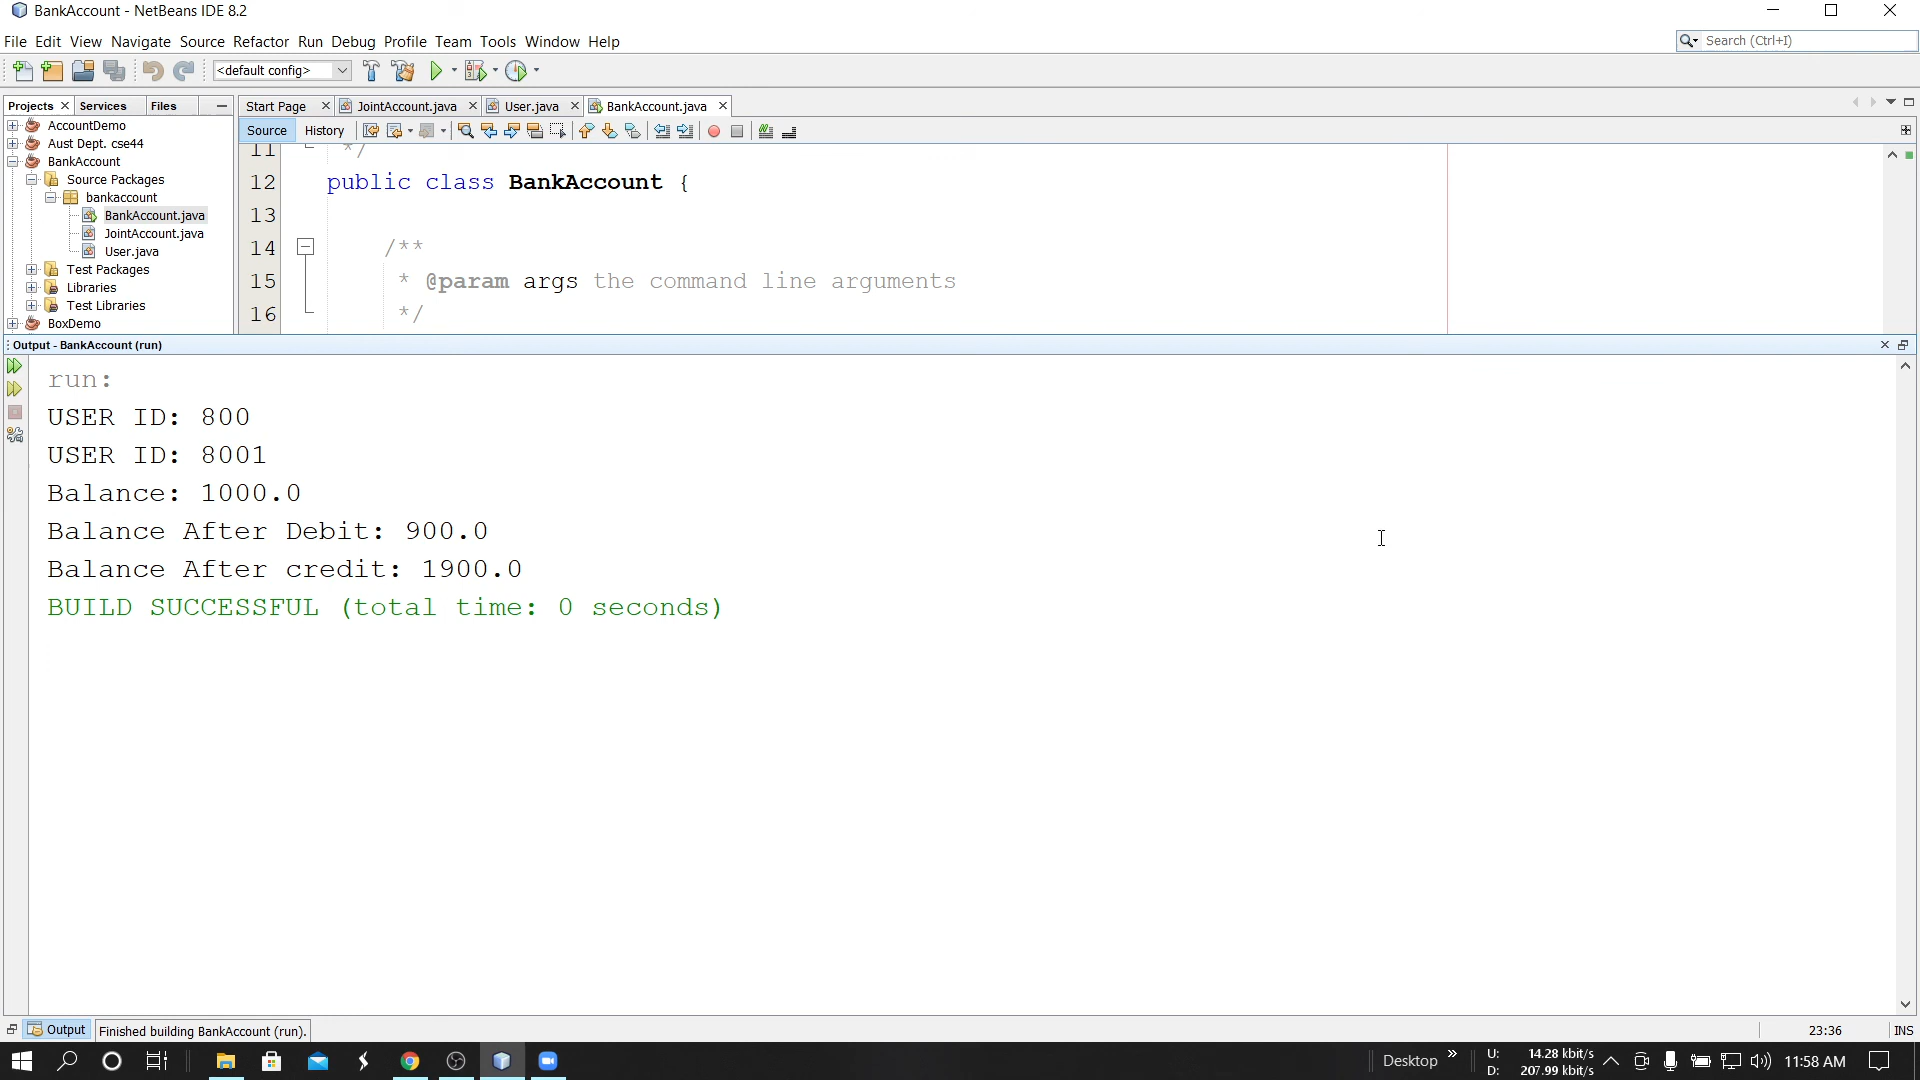 BankAccount - NetBeans IDE 8.2
File Edit View Navigate Source Refactor Run Debug Profile Team Tools Window Help
Search (Ctrl+I)
<default config>
Projects Services Files
Start Page JointAccount.java User.java BankAccount.java
Source History
AccountDemo
Aust Dept. cse44
BankAccount
Source Packages
bankaccount
BankAccount.java
JointAccount.java
User.java
Test Packages
Libraries
Test Libraries
BoxDemo
11 */
12 public class BankAccount {
13
14 /**
15 * @param args the command line arguments
16 */
Output - BankAccount (run)
run:
USER ID: 800
USER ID: 8001
Balance: 1000.0
Balance After Debit: 900.0
Balance After credit: 1900.0
BUILD SUCCESSFUL (total time: 0 seconds)
Output Finished building BankAccount (run).
23:36 INS
Desktop »
U: 14.28 kbit/s
D: 207.99 kbit/s
11:58 AM